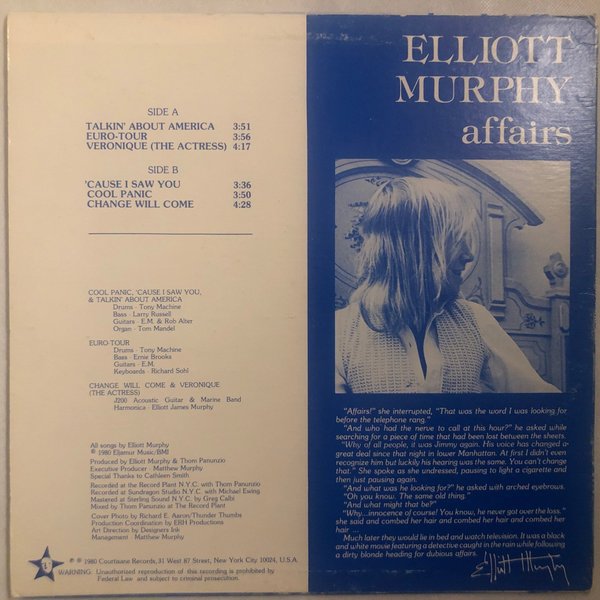 SIDE A
TALKIN' ABOUT AMERICA 3:51
EURO-TOUR 3:56
VERONIQUE (THE ACTRESS) 4:17
SIDE B
'CAUSE I SAW YOU 3:36
COOL PANIC 3:50
CHANGE WILL COME 4:28
COOL PANIC, 'CAUSE I SAW YOU,
& TALKIN' ABOUT AMERICA
Drums - Tony Machine
Bass - Larry Russell
Guitars - E.M. & Rob Alter
Organ - Tom Mandel
EURO-TOUR
Drums - Tony Machine
Bass - Ernie Brooks
Guitars - E.M.
Keyboards - Richard Sohl
CHANGE WILL COME & VERONIQUE
(THE ACTRESS)
J200 Acoustic Guitar & Marine Band
Harmonica - Elliott James Murphy
All songs by Elliott Murphy
℗ 1980 Eljamur Music/BMI
Produced by Elliott Murphy & Thom Panunzio
Executive Producer - Matthew Murphy
Special Thanks to Cathleen Smith
Recorded at the Record Plant N.Y.C. with Thom Panunzio
Recorded at Sundragon Studio N.Y.C. with Michael Ewing.
Mastered at Sterling Sound N.Y.C. by Greg Calbi
Mixed by Thom Panunzio at The Record Plant
Cover Photo by Richard E. Aaron/Thunder Thumbs
Production Coordination by ERH Productions
Art Direction by Designers Ink
Management: Matthew Murphy
℗ © 1980 Courtisane Records, 31 West 87 Street, New York City 10024, U.S.A.
WARNING: Unauthorised reproduction of this recording is prohibited by
Federal Law and subject to criminal prosecution.
ELLIOTT
MURPHY
affairs
"Affairs!" she interrupted, "That was the word I was looking for
before the telephone rang."
"And who had the nerve to call at this hour?" he asked while
searching for a piece of time that had been lost between the sheets.
"Why of all people, it was Jimmy again. His voice has changed a
great deal since that night in lower Manhattan. At first I didn't even
recognize him but luckily his hearing was the same. You can't change
that." She spoke as she undressed, pausing to light a cigarette and
then just pausing again.
"And what was he looking for?" he asked with arched eyebrows.
"Oh you know. The same old thing."
"And what might that be?"
"Why...innocence of course! You know, he never got over the loss."
she said and combed her hair and combed her hair and combed her
hair ...
Much later they would lie in bed and watch television. It was a black
and white movie featuring a detective caught in the rain while following
a dirty blonde heading for dubious affairs.
Elliott Murphy